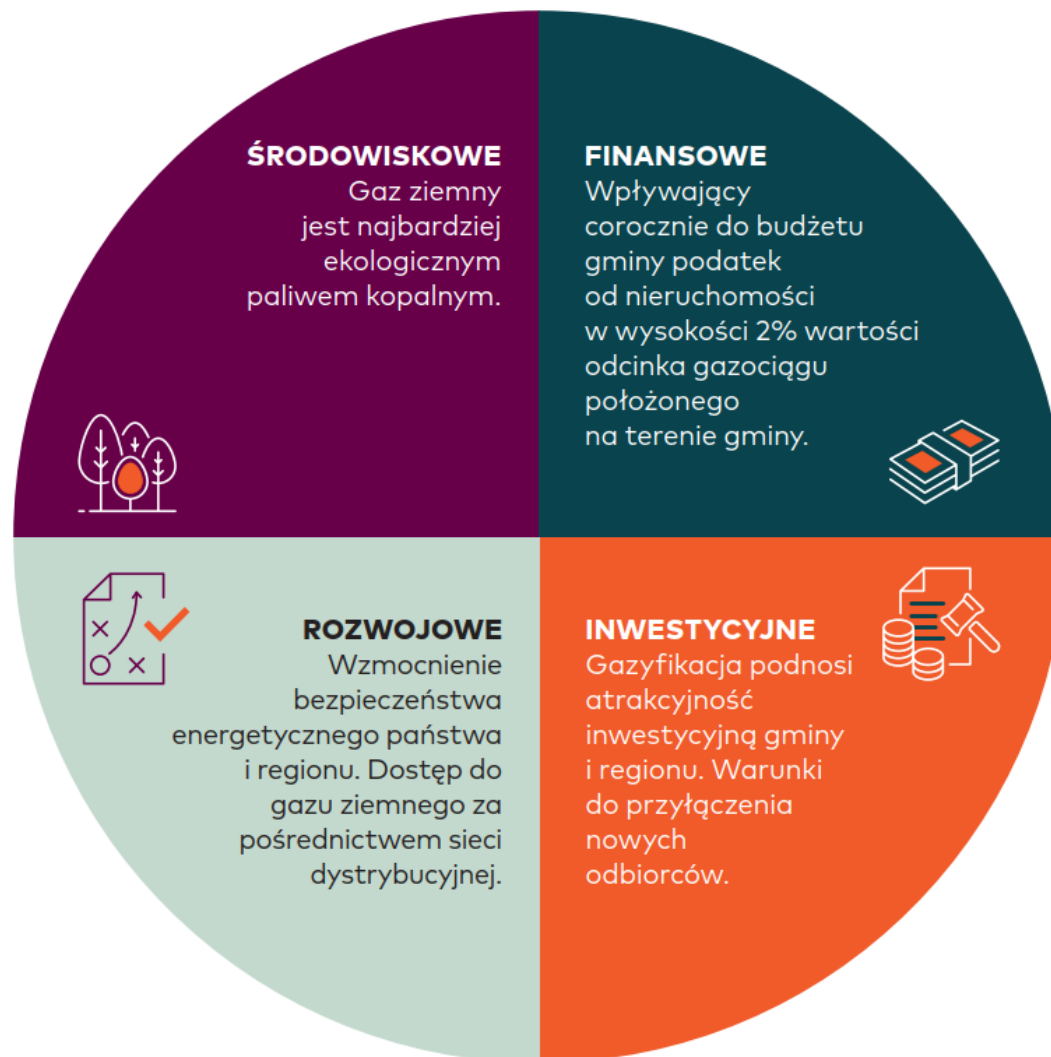 ŚRODOWISKOWE
Gaz ziemny
jest najbardziej
ekologicznym
paliwem kopalnym.
FINANSOWE
Wpływający
corocznie do budżetu
gminy podatek
od nieruchomości
w wysokości 2% wartości
odcinka gazociągu
położonego
na terenie gminy.
ROZWOJOWE
Wzmocnienie
bezpieczeństwa
energetycznego państwa
i regionu. Dostęp do
gazu ziemnego za
pośrednictwem sieci
dystrybucyjnej.
INWESTYCYJNE
Gazyfikacja podnosi
atrakcyjność
inwestycyjną gminy
i regionu. Warunki
do przyłączenia
nowych
odbiorców.